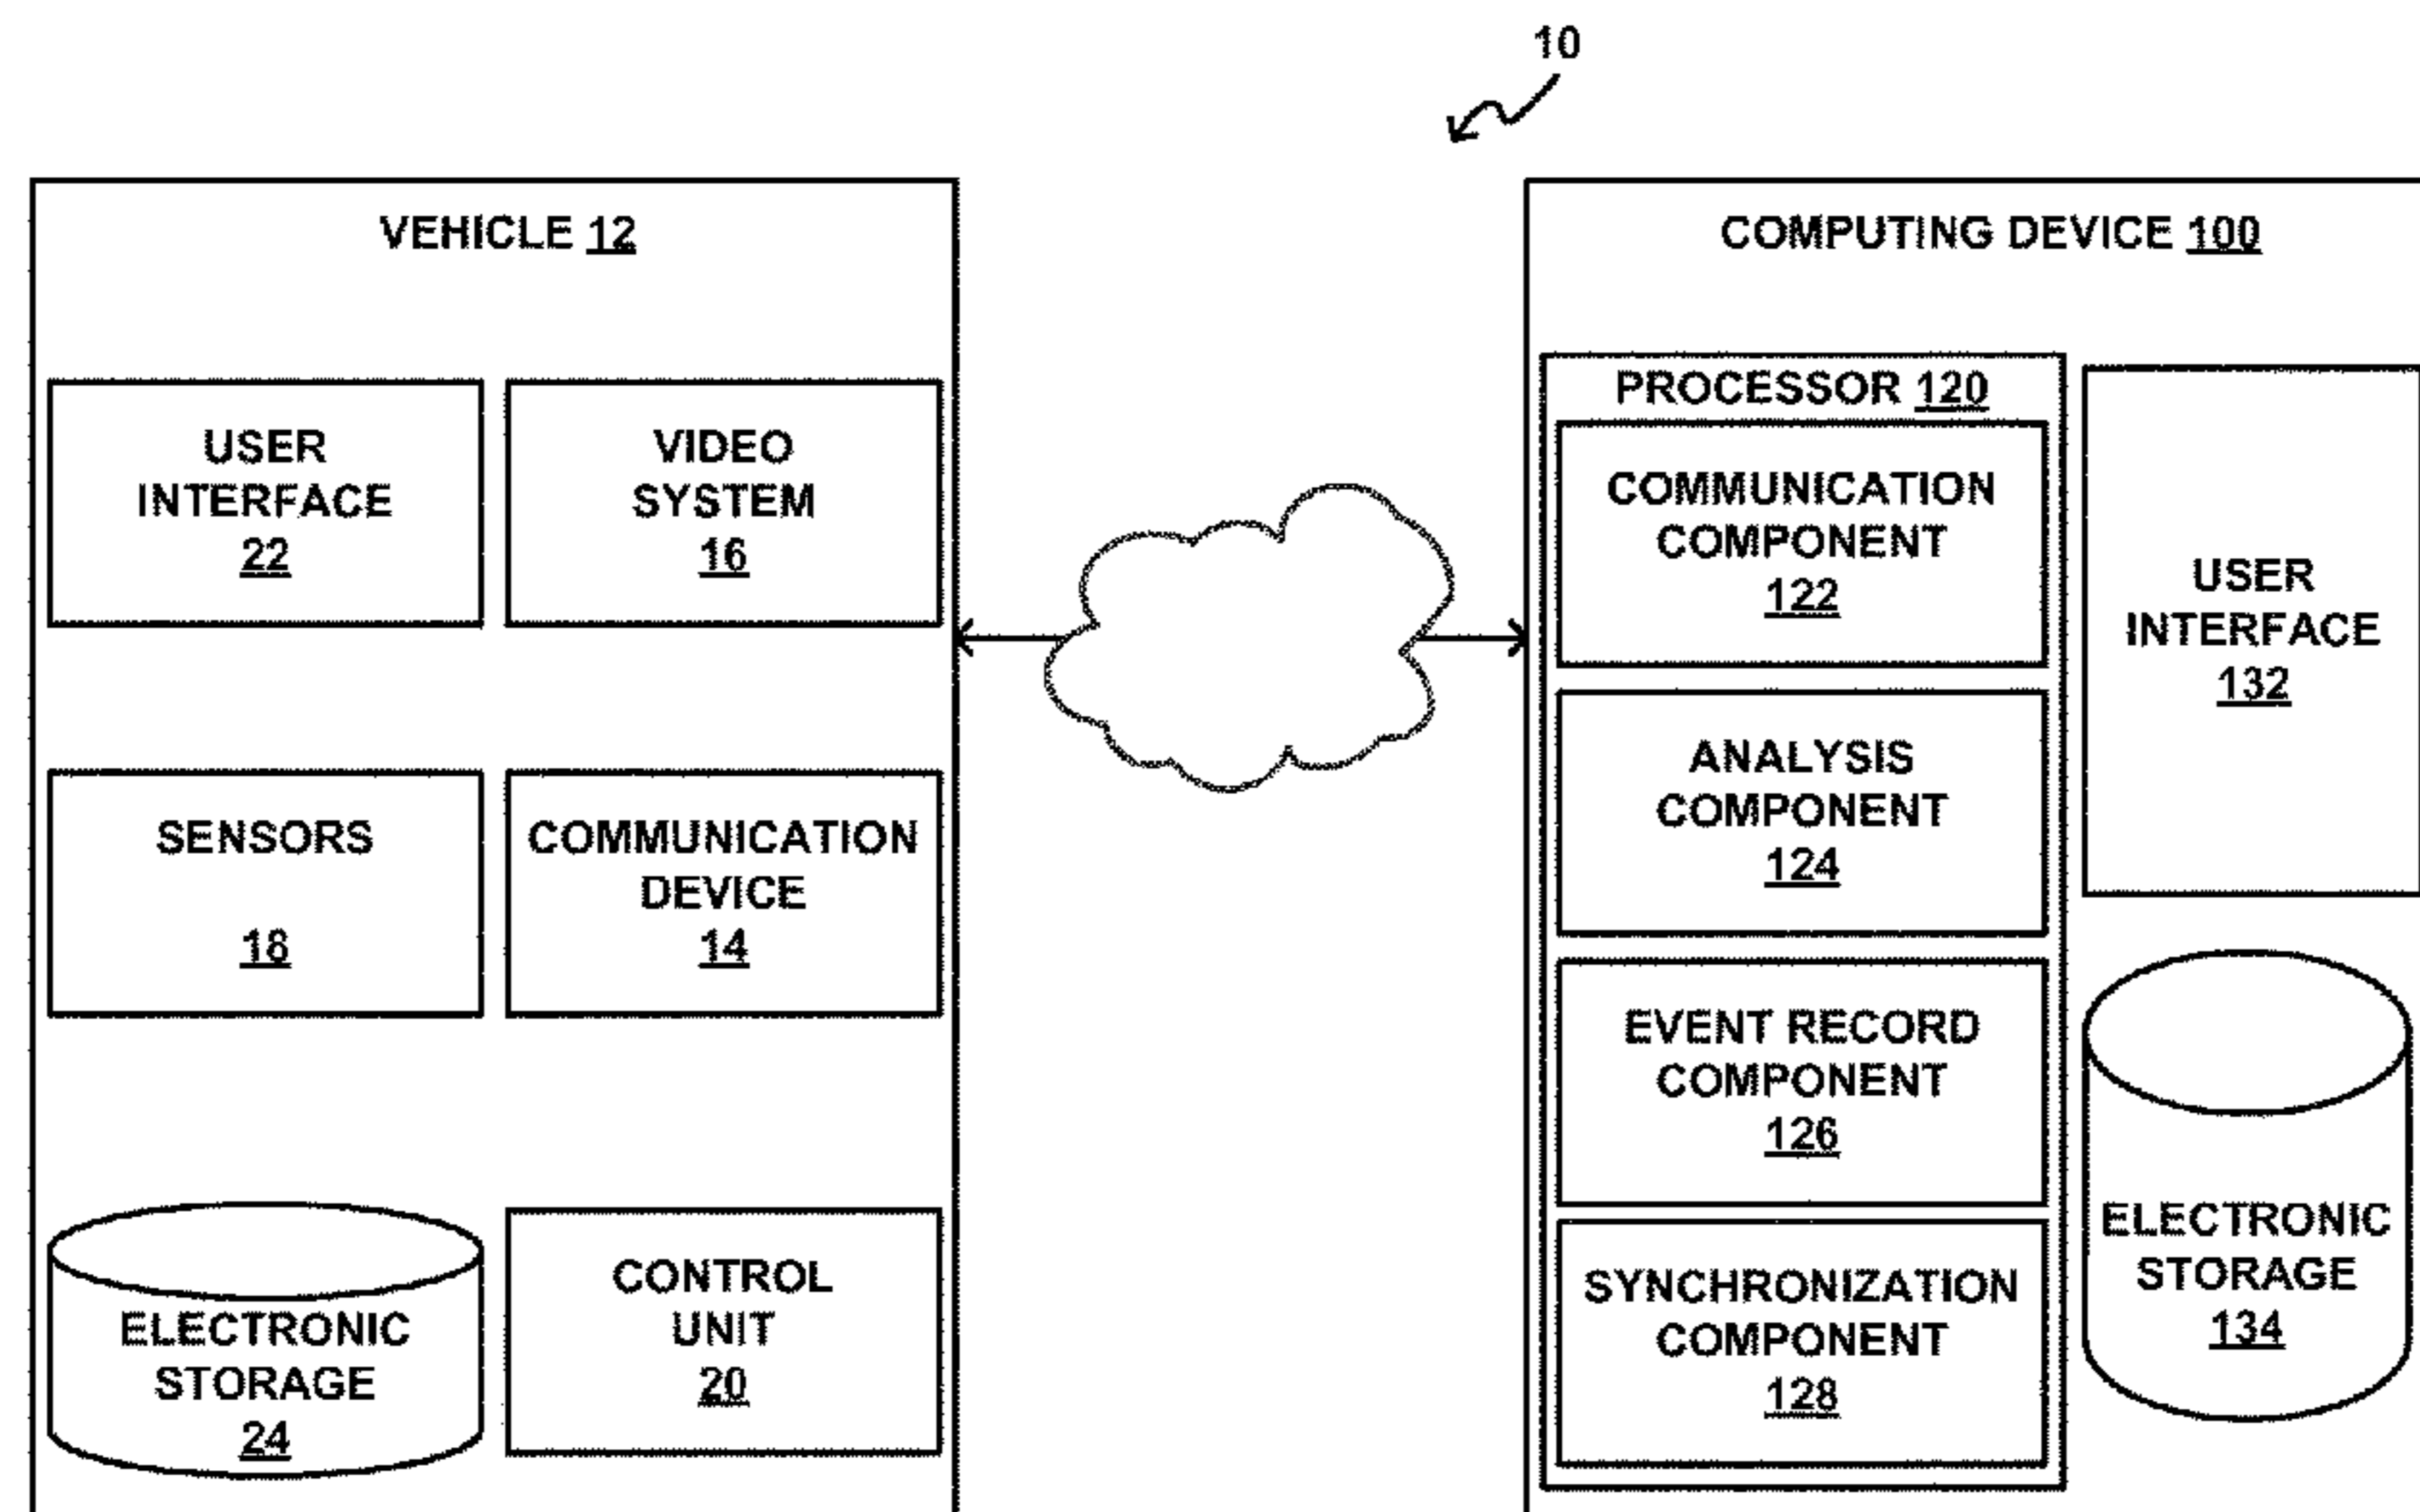 10
VEHICLE 12
USER
INTERFACE
22
VIDEO
SYSTEM
16
SENSORS
18
COMMUNICATION
DEVICE
14
ELECTRONIC
STORAGE
24
CONTROL
UNIT
20
COMPUTING DEVICE 100
PROCESSOR 120
COMMUNICATION
COMPONENT
122
ANALYSIS
COMPONENT
124
EVENT RECORD
COMPONENT
126
SYNCHRONIZATION
COMPONENT
128
USER
INTERFACE
132
ELECTRONIC
STORAGE
134